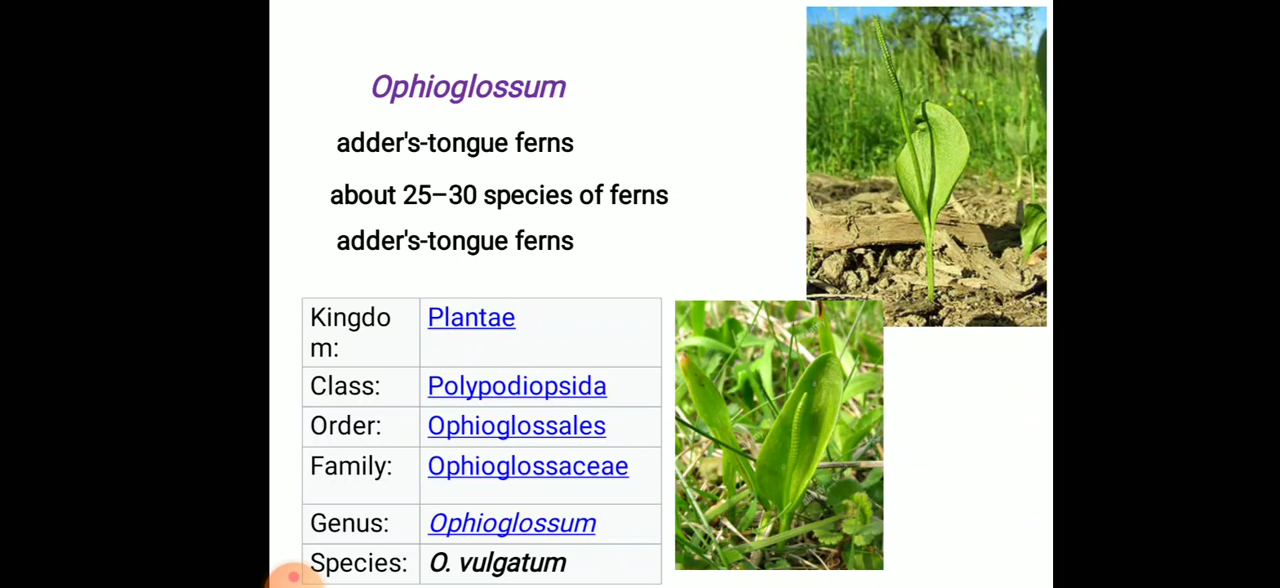 Ophioglossum
adder's-tongue ferns
about 25–30 species of ferns
adder's-tongue ferns
Kingdo
m:
Plantae
Class: Polypodiopsida
Order: Ophioglossales
Family: Ophioglossaceae
Genus: Ophioglossum
Species: O. vulgatum